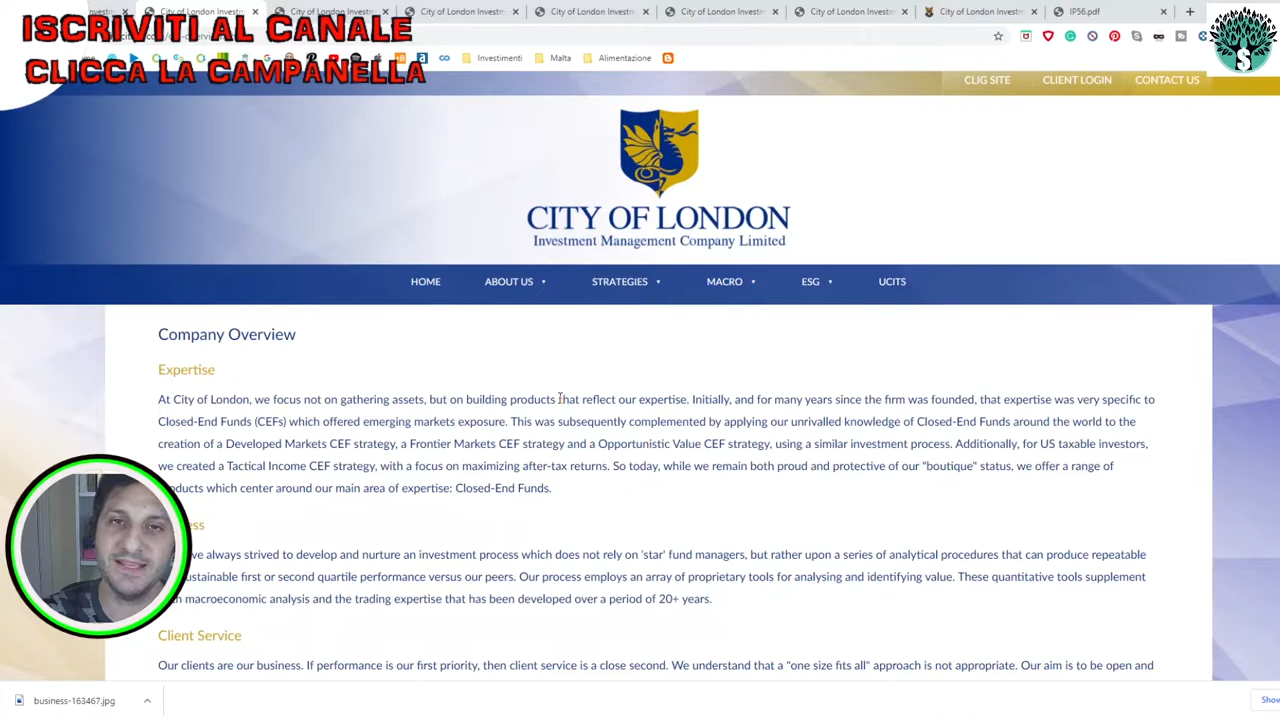 ISCRIVITI AL CANALE
CLICCA LA CAMPANELLA
City of London Investm
City of London Investm
City of London Investm
City of London Investm
City of London Investm
City of London Investm
City of London Inves
IP56.pdf
Investimenti
Malta
Alimentazione
S
CLIG SITE
CLIENT LOGIN
CONTACT US
CITY OF LONDON
Investment Management Company Limited
HOME
ABOUT US
STRATEGIES
MACRO
ESG
UCITS
Company Overview
Expertise
At City of London, we focus not on gathering assets, but on building products that reflect our expertise. Initially, and for many years since the firm was founded, that expertise was very specific to
Closed-End Funds (CEFs) which offered emerging markets exposure. This was subsequently complemented by applying our unrivalled knowledge of Closed-End Funds around the world to the
creation of a Developed Markets CEF strategy, a Frontier Markets CEF strategy and a Opportunistic Value CEF strategy, using a similar investment process. Additionally, for US taxable investors,
we created a Tactical Income CEF strategy, with a focus on maximizing after-tax returns. So today, while we remain both proud and protective of our "boutique" status, we offer a range of
oducts which center around our main area of expertise: Closed-End Funds.
ess
ve always strived to develop and nurture an investment process which does not rely on 'star' fund managers, but rather upon a series of analytical procedures that can produce repeatable
sustainable first or second quartile performance versus our peers. Our process employs an array of proprietary tools for analysing and identifying value. These quantitative tools supplement
macroeconomic analysis and the trading expertise that has been developed over a period of 20+ years.
Client Service
Our clients are our business. If performance is our first priority, then client service is a close second. We understand that a "one size fits all" approach is not appropriate. Our aim is to be open and
business-163467.jpg
Show